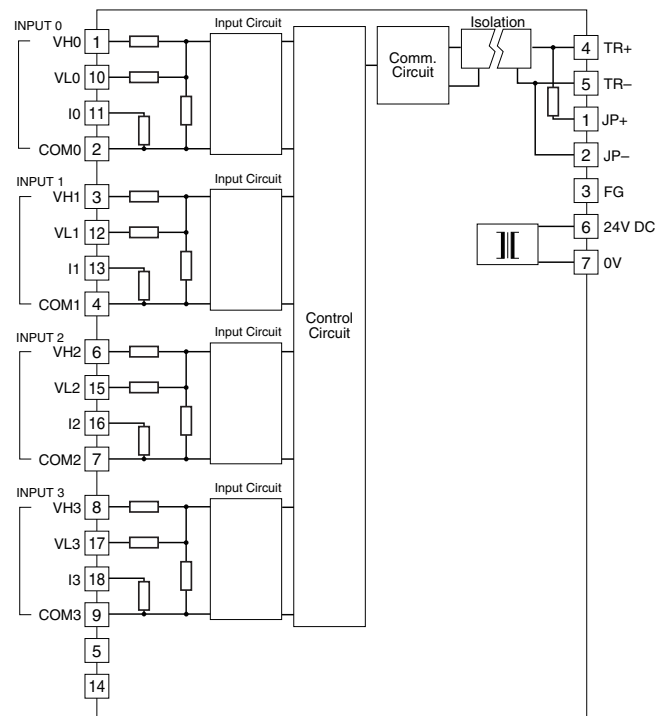 INPUT 0
VH0 1
VL0 10
I0 11
COM0 2
Input Circuit
INPUT 1
VH1 3
VL1 12
I1 13
COM1 4
Input Circuit
INPUT 2
VH2 6
VL2 15
I2 16
COM2 7
Input Circuit
INPUT 3
VH3 8
VL3 17
I3 18
COM3 9
Input Circuit
5
14
Control
Circuit
Comm.
Circuit
Isolation
4 TR+
5 TR–
1 JP+
2 JP–
3 FG
6 24V DC
7 0V